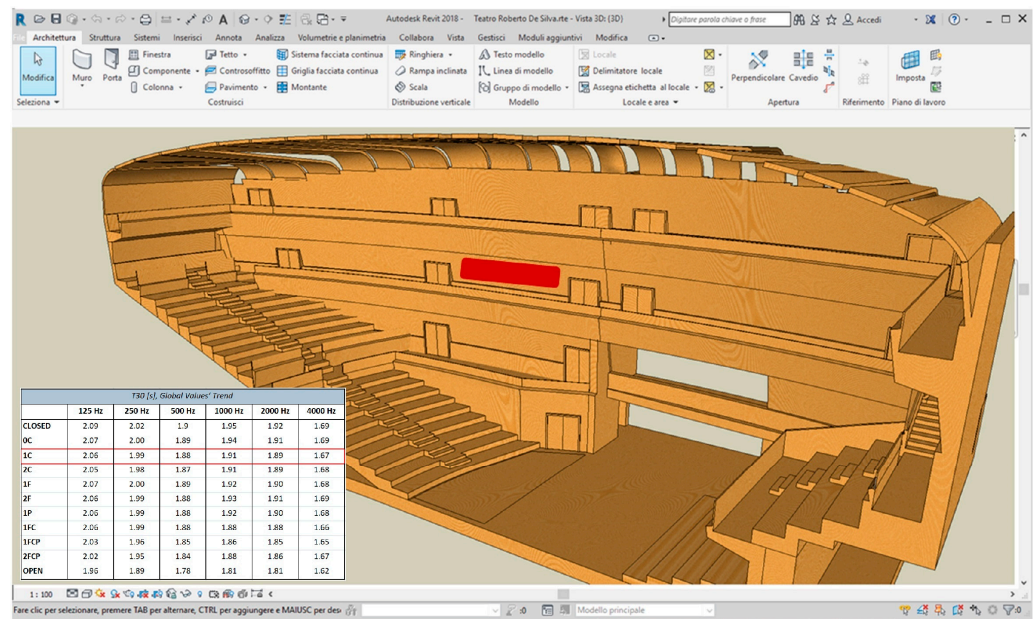 Autodesk Revit 2018 - Teatro Roberto De Silva.rte - Vista 3D: {3D}
Digitare parola chiave o frase
Accedi
File Architettura Struttura Sistemi Inserisci Annota Analizza Volumetrie e planimetria Collabora Vista Gestisci Moduli aggiuntivi Modifica
Modifica
Muro
Porta
Finestra
Componente
Colonna
Tetto
Controsoffitto
Pavimento
Sistema facciata continua
Griglia facciata continua
Montante
Ringhiera
Rampa inclinata
Scala
Testo modello
Linea di modello
Gruppo di modello
Locale
Delimitatore locale
Assegna etichetta al locale
Perpendicolare
Cavedio
Imposta
Seleziona
Costruisci
Distribuzione verticale
Modello
Locale e area
Apertura
Riferimento
Piano di lavoro
T30 [s], Global Values' Trend
125 Hz 250 Hz 500 Hz 1000 Hz 2000 Hz 4000 Hz
CLOSED 2.09 2.02 1.9 1.95 1.92 1.69
0C 2.07 2.00 1.89 1.94 1.91 1.69
1C 2.06 1.99 1.88 1.91 1.89 1.67
2C 2.05 1.98 1.87 1.91 1.89 1.68
1F 2.07 2.00 1.89 1.92 1.90 1.68
2F 2.06 1.99 1.88 1.93 1.91 1.69
1P 2.06 1.99 1.88 1.92 1.90 1.68
1FC 2.06 1.99 1.88 1.88 1.88 1.66
1FCP 2.03 1.96 1.85 1.86 1.85 1.65
2FCP 2.02 1.95 1.84 1.88 1.86 1.67
OPEN 1.96 1.89 1.78 1.81 1.81 1.62
1 : 100
Fare clic per selezionare, premere TAB per alternare, CTRL per aggiungere e MAIUSC per des
:0
Modello principale
:0